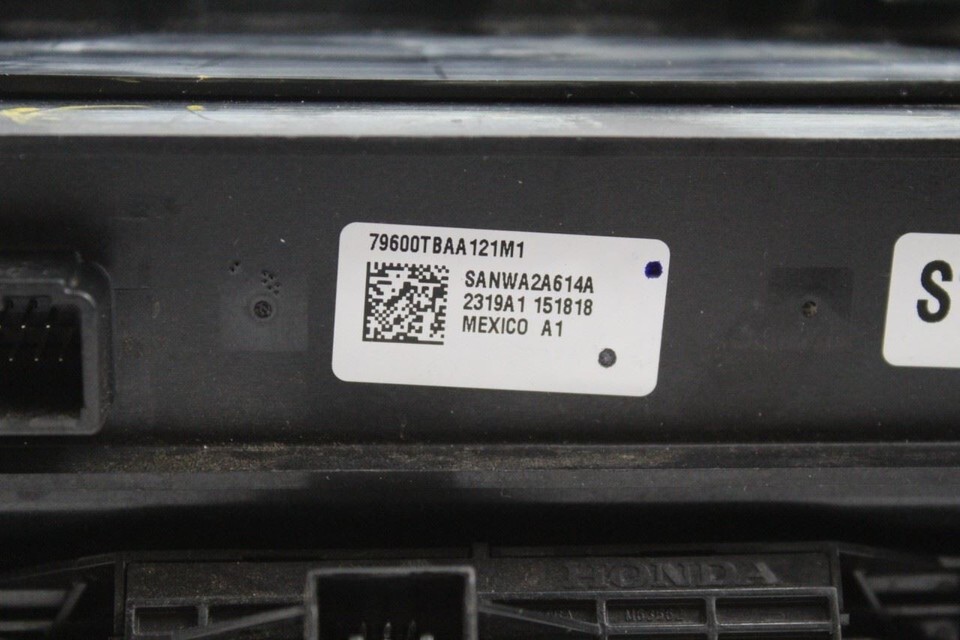 79600TBAA121M1
SANWA2A614A
2319A1 151818
MEXICO A1
S
HONDA